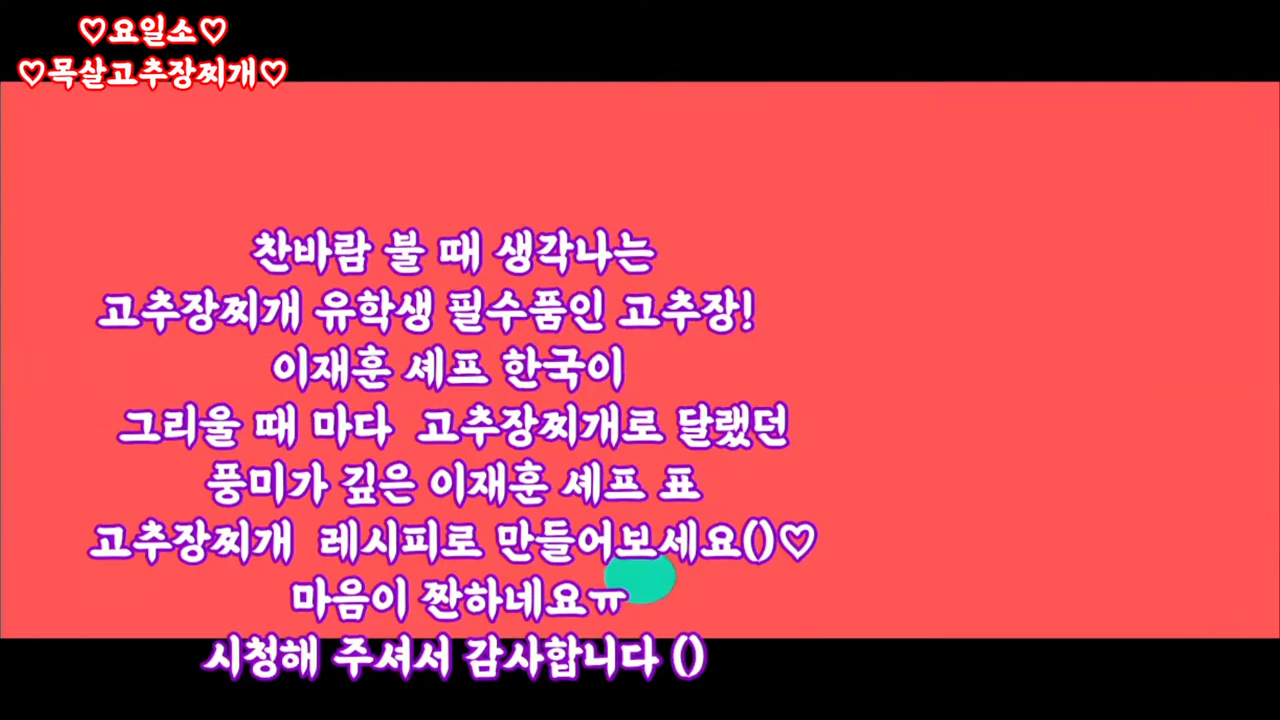 ♡요일소♡
♡목살고추장찌개♡
찬바람 불 때 생각나는
고추장찌개 유학생 필수품인 고추장!
이재훈 셰프 한국이
그리울 때 마다 고추장찌개로 달랬던
풍미가 깊은 이재훈 셰프 표
고추장찌개 레시피로 만들어보세요()♡
마음이 짠하네요ㅠ
시청해 주셔서 감사합니다 ()